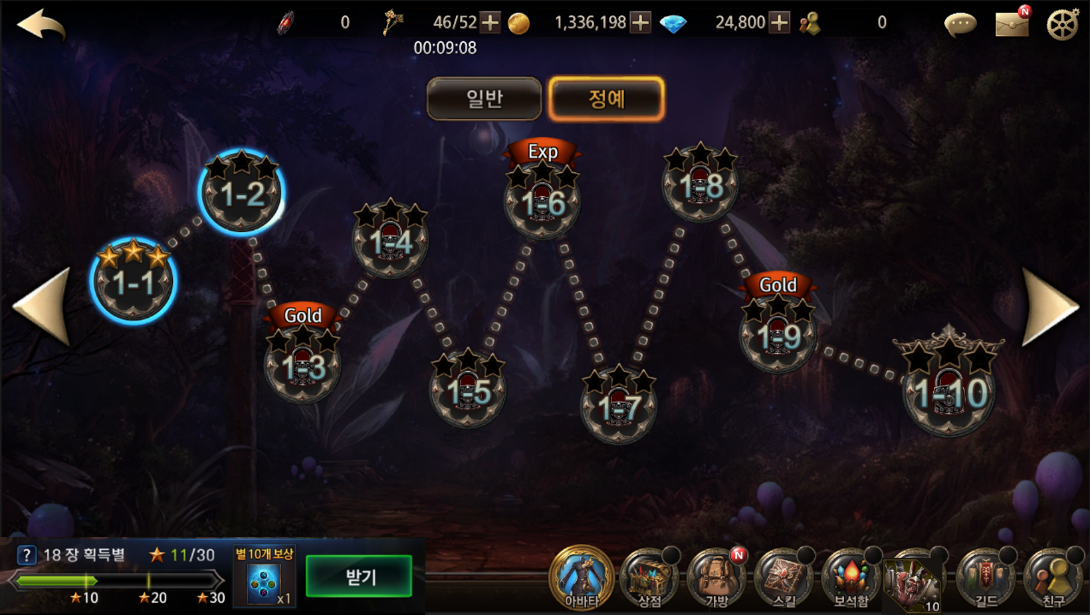 0
46/52
1,336,198
24,800
0
N
00:09:08
일반
정예
Exp
1-2
1-6
1-8
1-4
1-1
Gold
Gold
1-3
1-9
1-5
1-7
1-10
? 18 장 획득별 11/30
별10개 보상
10 20 30
x1
받기
N
아바타
상점
가방
스킬
보석함
10
길드
친구